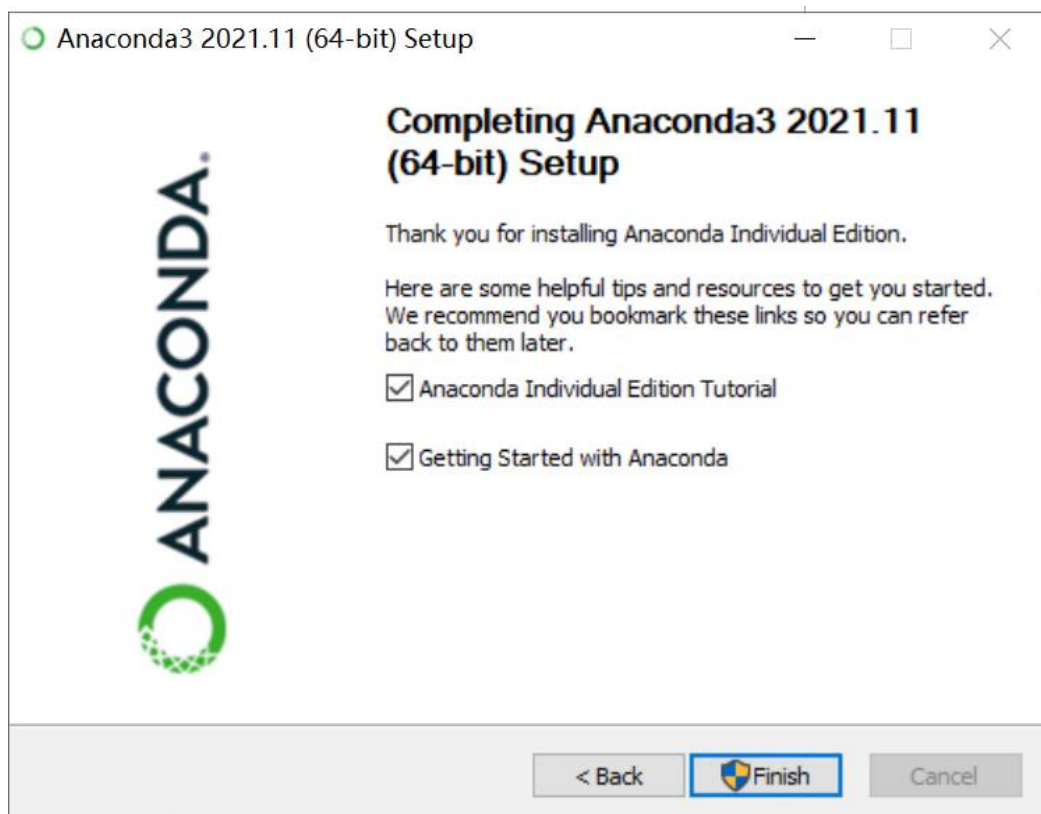 Anaconda3 2021.11 (64-bit) Setup
Completing Anaconda3 2021.11
(64-bit) Setup
ANACONDA.
Thank you for installing Anaconda Individual Edition.
Here are some helpful tips and resources to get you started.
We recommend you bookmark these links so you can refer
back to them later.
Anaconda Individual Edition Tutorial
Getting Started with Anaconda
< Back
Finish
Cancel